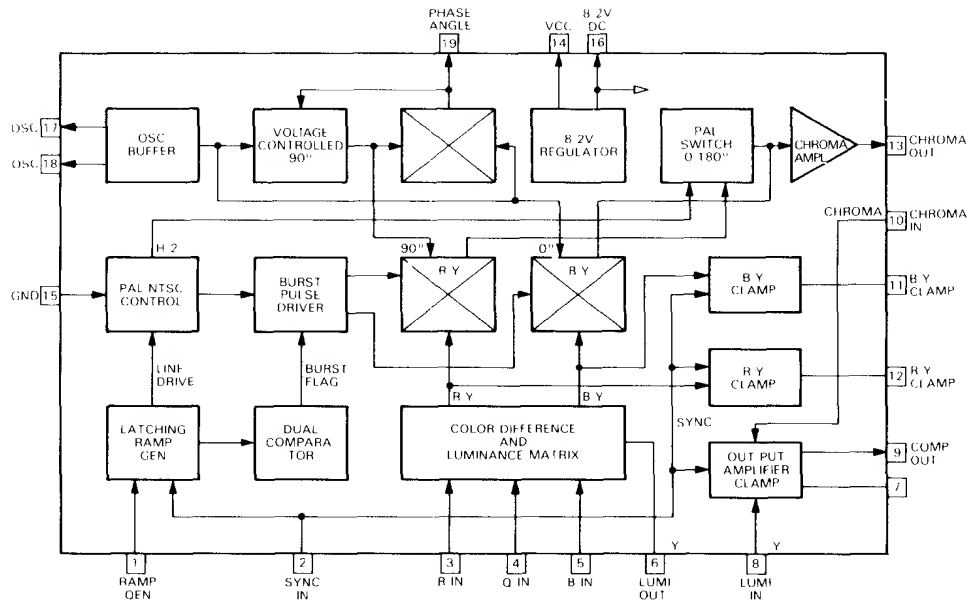 PHASE
ANGLE
19
VCC
14
8 2V
DC
16
OSC
17
OSC
18
OSC
BUFFER
VOLTAGE
CONTROLLED
90"
8 2V
REGULATOR
PAL
SWITCH
0 180"
CHROMA
AMPL
13
CHROMA
OUT
H 2
90"
0"
CHROMA
10
CHROMA
IN
GND 15
PAL NTSC
CONTROL
BURST
PULSE
DRIVER
R Y
B Y
B Y
CLAMP
11
B Y
CLAMP
LINE
DRIVE
BURST
FLAG
R Y
B Y
R Y
CLAMP
12
R Y
CLAMP
SYNC
LATCHING
RAMP
GEN
DUAL
COMPARA
TOR
COLOR DIFFERENCE
AND
LUMINANCE MATRIX
OUT PUT
AMPLIFIER
CLAMP
9
COMP
OUT
7
Y
Y
1
RAMP
GEN
2
SYNC
IN
3
R IN
4
Q IN
5
B IN
6
LUMI
OUT
8
LUMI
IN